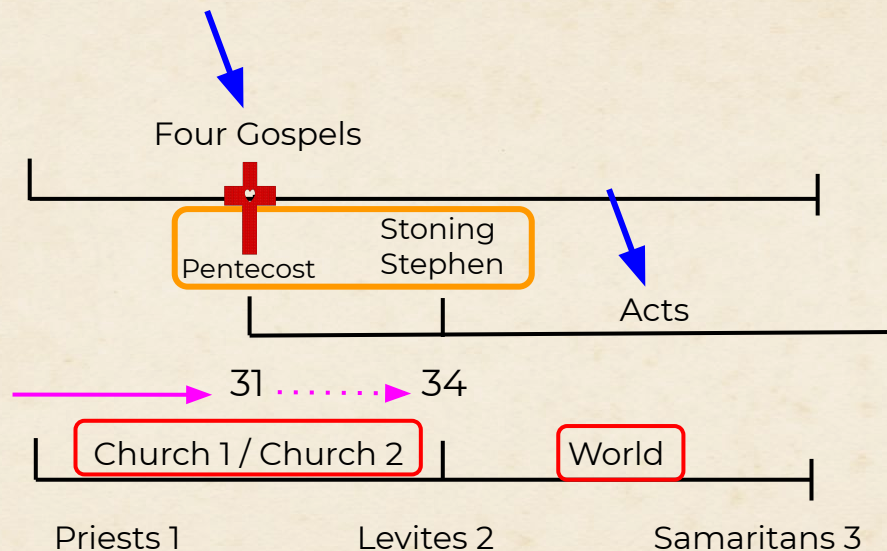 Four Gospels
Stoning
Stephen
Pentecost
Acts
31
34
Church 1 / Church 2
World
Priests 1
Levites 2
Samaritans 3